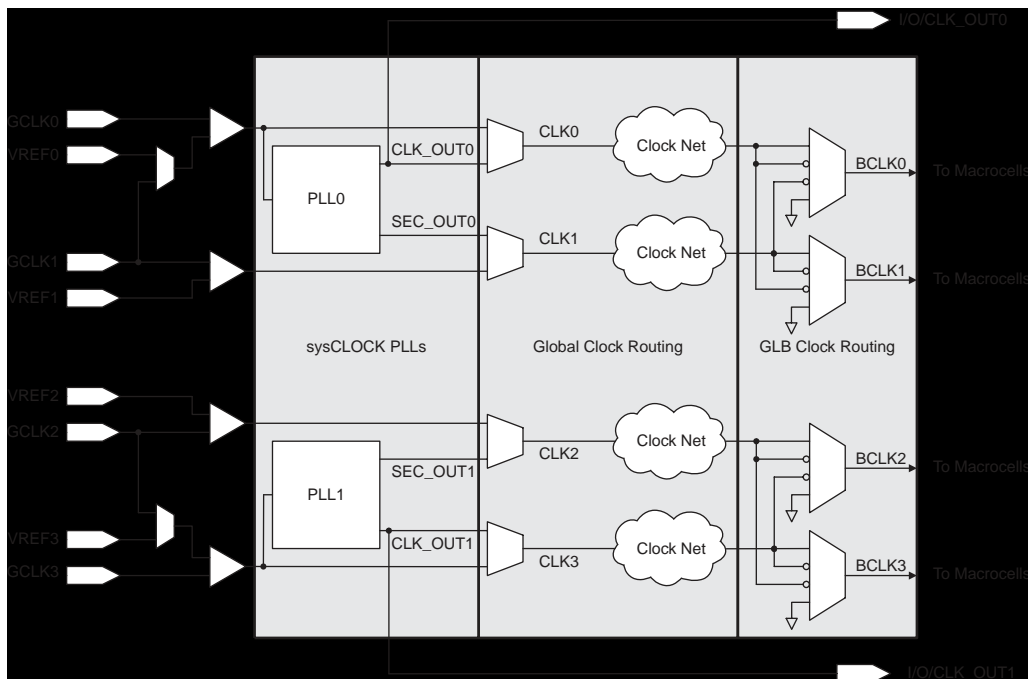 I/O/CLK_OUT0
GCLK0
VREF0
CLK_OUT0
CLK0
Clock Net
BCLK0
To Macrocells
PLL0
SEC_OUT0
GCLK1
VREF1
CLK1
Clock Net
BCLK1
To Macrocells
sysCLOCK PLLs
Global Clock Routing
GLB Clock Routing
VREF2
GCLK2
Clock Net
CLK2
BCLK2
To Macrocells
SEC_OUT1
PLL1
VREF3
GCLK3
CLK_OUT1
Clock Net
CLK3
BCLK3
To Macrocells
I/O/CLK_OUT1